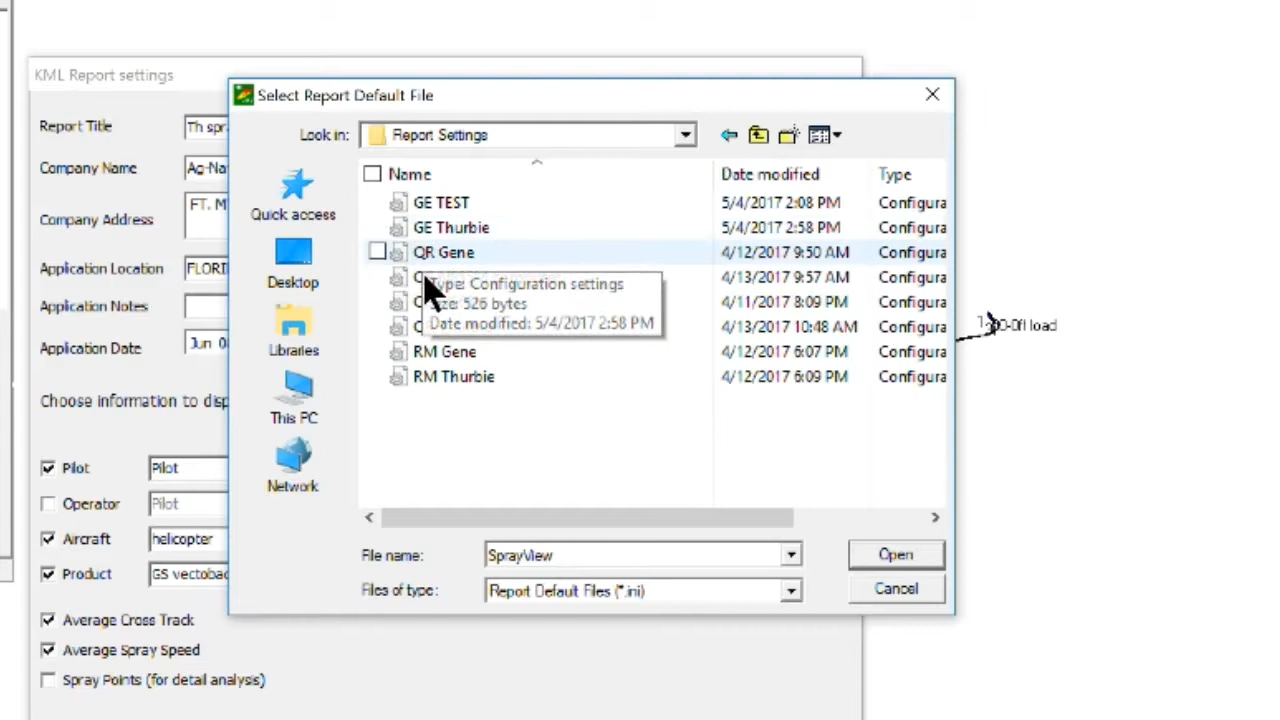 KML Report settings
Select Report Default File
Report Title
Th spr
Look in:
Report Settings
Company Name
Ag-Na
Name
Date modified
Type
Company Address
FT. M
Quick access
GE TEST
5/4/2017 2:08 PM
Configura
GE Thurbie
5/4/2017 2:58 PM
Configura
QR Gene
4/12/2017 9:50 AM
Configura
Application Location
FLORI
Desktop
4/13/2017 9:57 AM
Configura
Type: Configuration settings
Size: 526 bytes
Date modified: 5/4/2017 2:58 PM
Application Notes
4/11/2017 8:09 PM
Configura
4/13/2017 10:48 AM
Configura
Application Date
Jun 0
Libraries
RM Gene
4/12/2017 6:07 PM
Configura
RM Thurbie
4/12/2017 6:09 PM
Configura
Off load
Choose information to disp
This PC
Pilot
Pilot
Network
Operator
Pilot
Aircraft
helicopter
File name:
SprayView
Open
Product
GS vectobac
Files of type:
Report Default Files (*.ini)
Cancel
Average Cross Track
Average Spray Speed
Spray Points (for detail analysis)